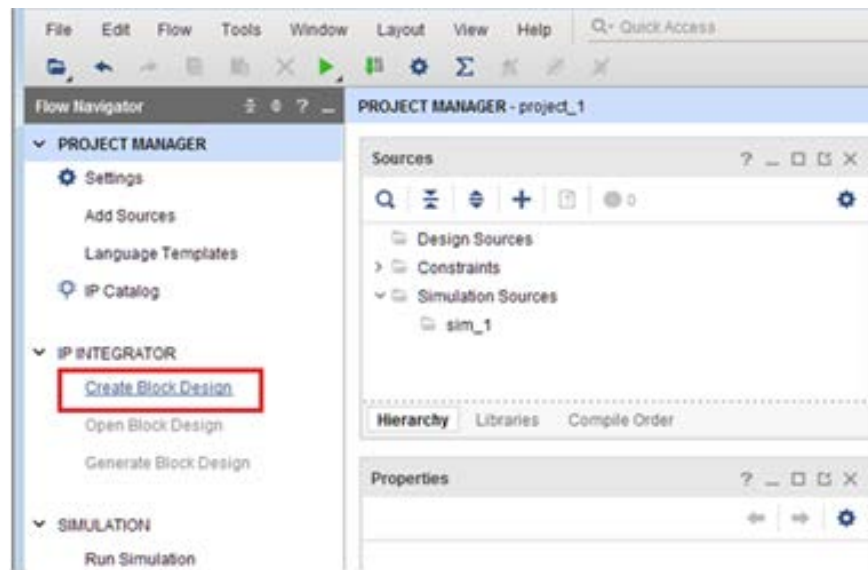 File Edit Flow Tools Window Layout View Help Quick Access
Flow Navigator
PROJECT MANAGER
Settings
Add Sources
Language Templates
IP Catalog
IP INTEGRATOR
Create Block Design
Open Block Design
Generate Block Design
SIMULATION
Run Simulation
PROJECT MANAGER - project_1
Sources
0
Design Sources
Constraints
Simulation Sources
sim_1
Hierarchy Libraries Compile Order
Properties